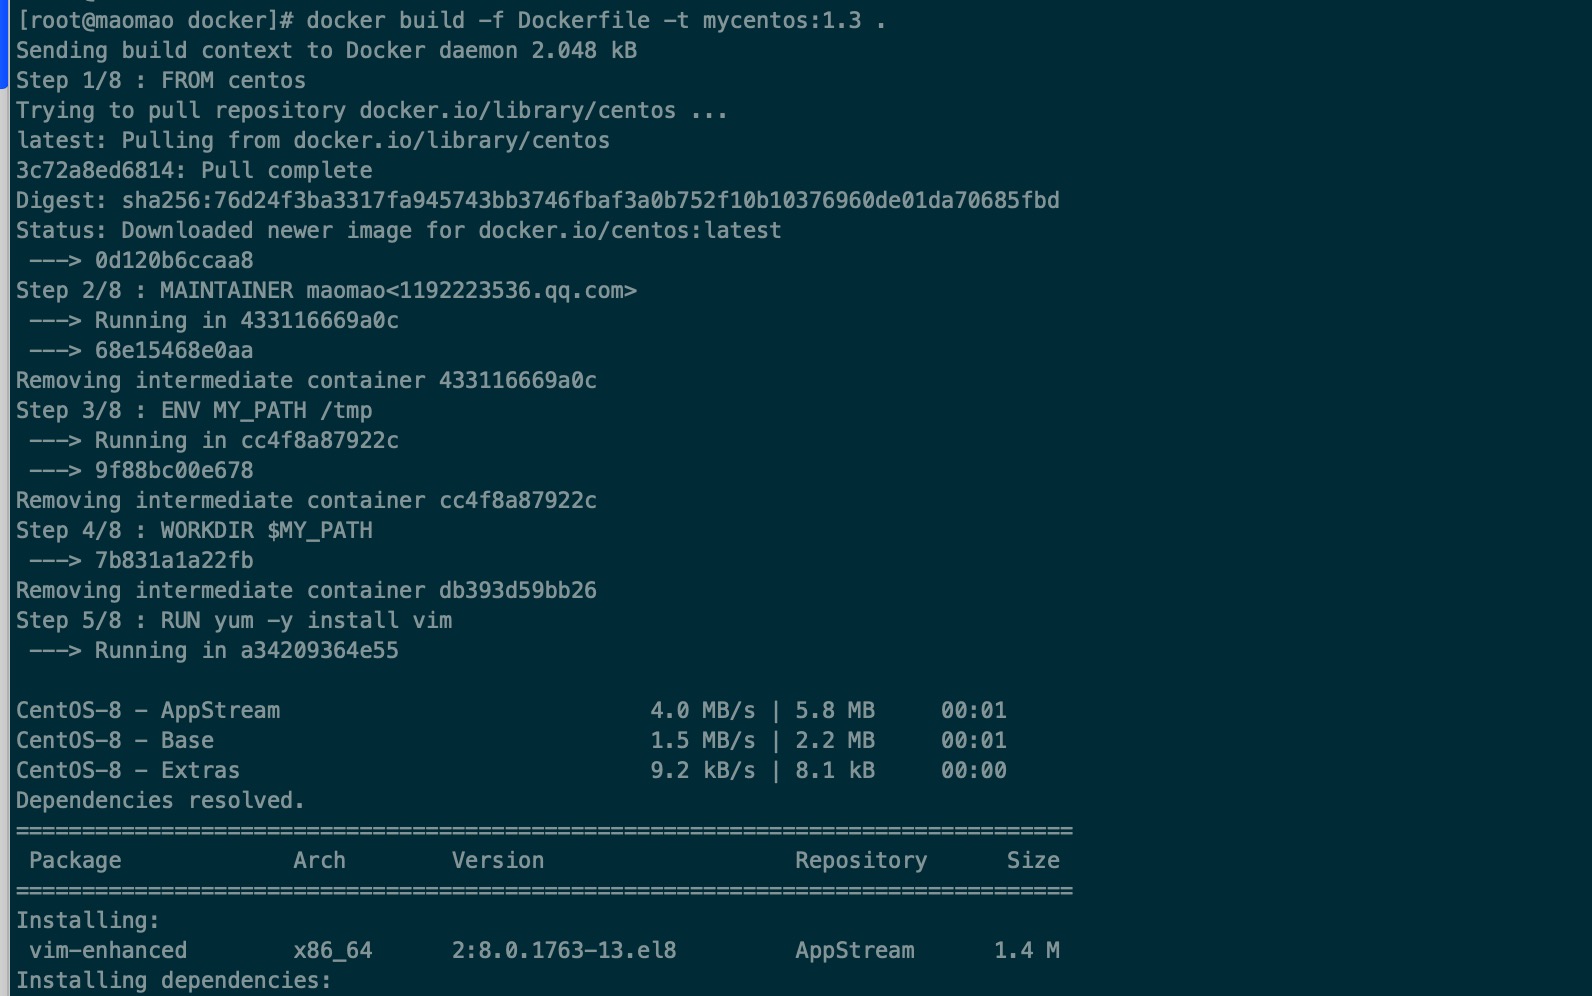 [root@maomao docker]# docker build -f Dockerfile -t mycentos:1.3 .
Sending build context to Docker daemon 2.048 kB
Step 1/8 : FROM centos
Trying to pull repository docker.io/library/centos ...
latest: Pulling from docker.io/library/centos
3c72a8ed6814: Pull complete
Digest: sha256:76d24f3ba3317fa945743bb3746fbaf3a0b752f10b10376960de01da70685fbd
Status: Downloaded newer image for docker.io/centos:latest
 ---> 0d120b6ccaa8
Step 2/8 : MAINTAINER maomao<1192223536.qq.com>
 ---> Running in 433116669a0c
 ---> 68e15468e0aa
Removing intermediate container 433116669a0c
Step 3/8 : ENV MY_PATH /tmp
 ---> Running in cc4f8a87922c
 ---> 9f88bc00e678
Removing intermediate container cc4f8a87922c
Step 4/8 : WORKDIR $MY_PATH
 ---> 7b831a1a22fb
Removing intermediate container db393d59bb26
Step 5/8 : RUN yum -y install vim
 ---> Running in a34209364e55
CentOS-8 - AppStream 4.0 MB/s | 5.8 MB 00:01
CentOS-8 - Base 1.5 MB/s | 2.2 MB 00:01
CentOS-8 - Extras 9.2 kB/s | 8.1 kB 00:00
Dependencies resolved.
================================================================================
 Package Arch Version Repository Size
================================================================================
Installing:
 vim-enhanced x86_64 2:8.0.1763-13.el8 AppStream 1.4 M
Installing dependencies: